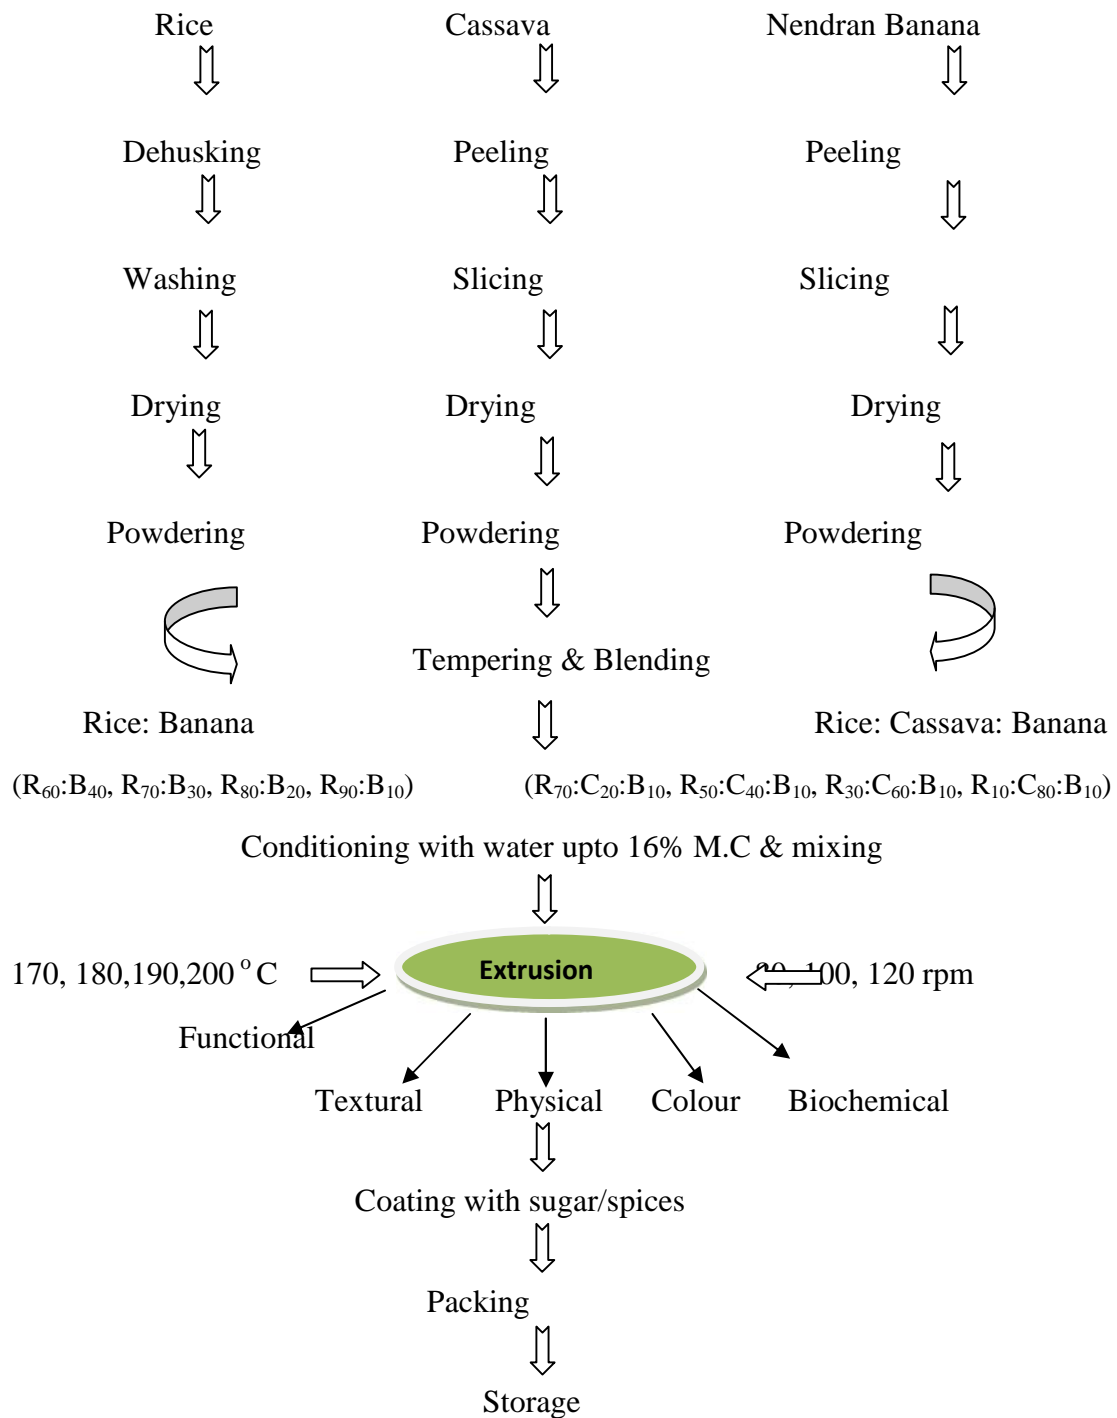 Rice Cassava Nendran Banana
Dehusking Peeling Peeling
Washing Slicing Slicing
Drying Drying Drying
Powdering Powdering Powdering
Tempering & Blending
Rice: Banana Rice: Cassava: Banana
(R₆₀:B₄₀, R₇₀:B₃₀, R₈₀:B₂₀, R₉₀:B₁₀) (R₇₀:C₂₀:B₁₀, R₅₀:C₄₀:B₁₀, R₃₀:C₆₀:B₁₀, R₁₀:C₈₀:B₁₀)
Conditioning with water upto 16% M.C & mixing
170, 180,190,200 ° C Extrusion 100, 120 rpm
Functional
Textural Physical Colour Biochemical
Coating with sugar/spices
Packing
Storage